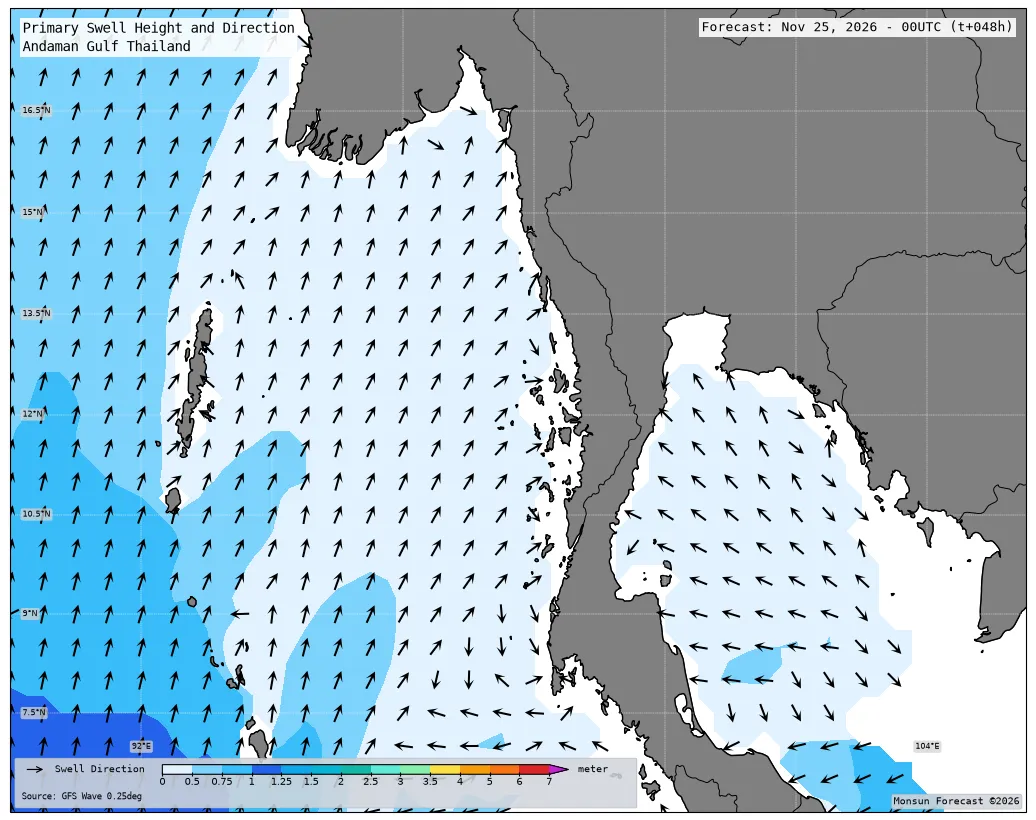 Primary Swell Height and Direction
Andaman Gulf Thailand
Forecast: Nov 25, 2026 - 00UTC (t+048h)
16.5°N
15°N
13.5°N
12°N
10.5°N
9°N
7.5°N
92°E
104°E
Swell Direction
meter
0 0.5 0.75 1 1.25 1.5 2 2.5 3 3.5 4 5 6 7
Source: GFS Wave 0.25deg
Monsun Forecast ©2026